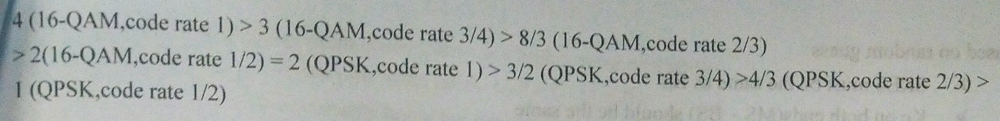 4 (16-QAM,code rate 1) > 3 (16-QAM,code rate 3/4) > 8/3 (16-QAM,code rate 2/3)
> 2(16-QAM,code rate 1/2) = 2 (QPSK,code rate 1) > 3/2 (QPSK,code rate 3/4) >4/3 (QPSK,code rate 2/3) >
1 (QPSK,code rate 1/2)